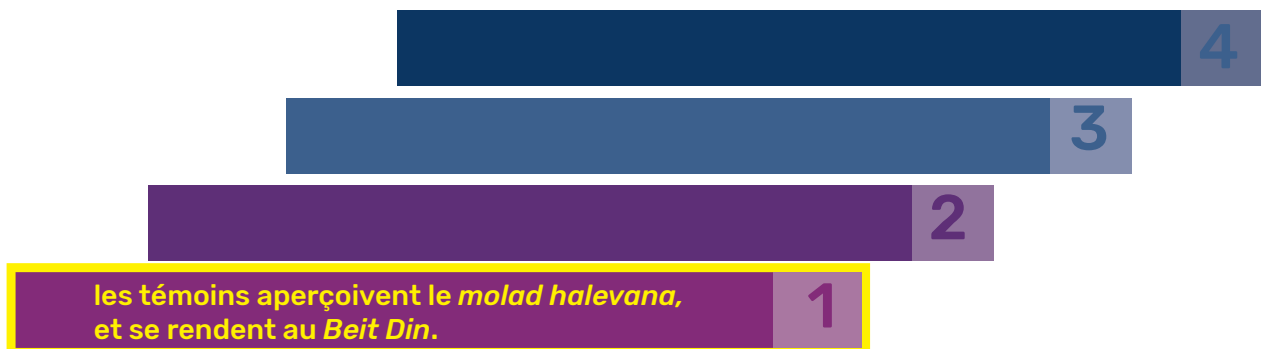 4
3
2
les témoins aperçoivent le molad halevana,
et se rendent au Beit Din.
1